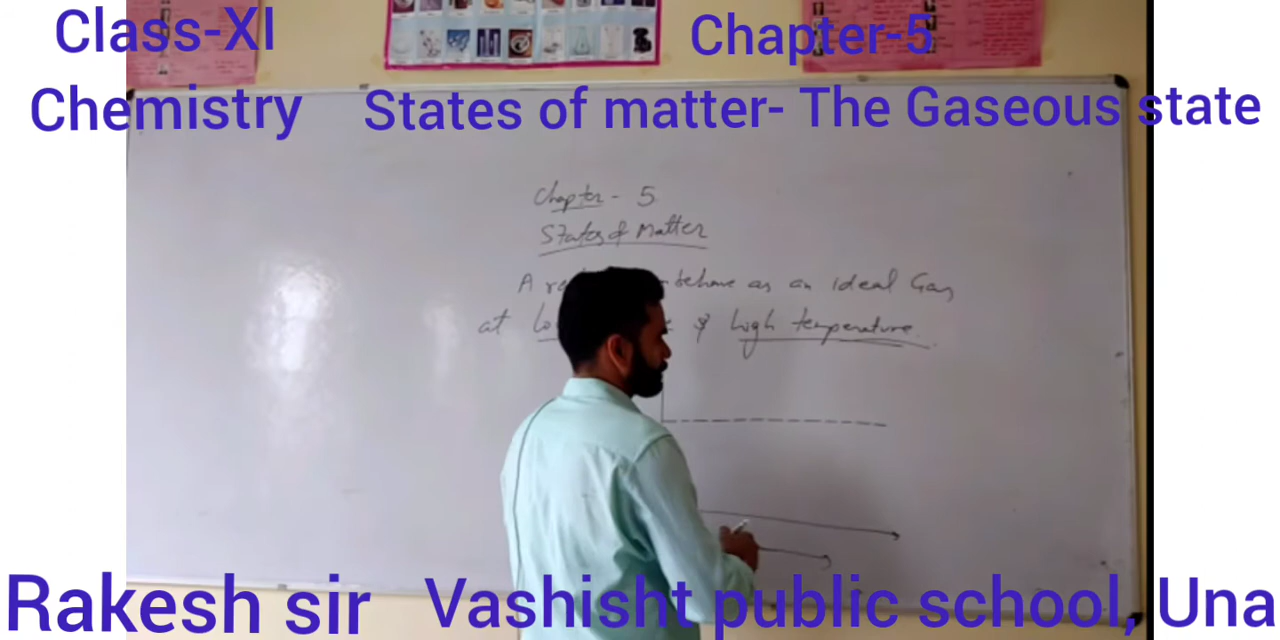 Class-XI
Chapter-5
Chemistry
States of matter- The Gaseous state
Chapter - 5
States of Matter
A behave as an ideal Gas
at & high temperature.
Rakesh sir
Vashisht public school, Una